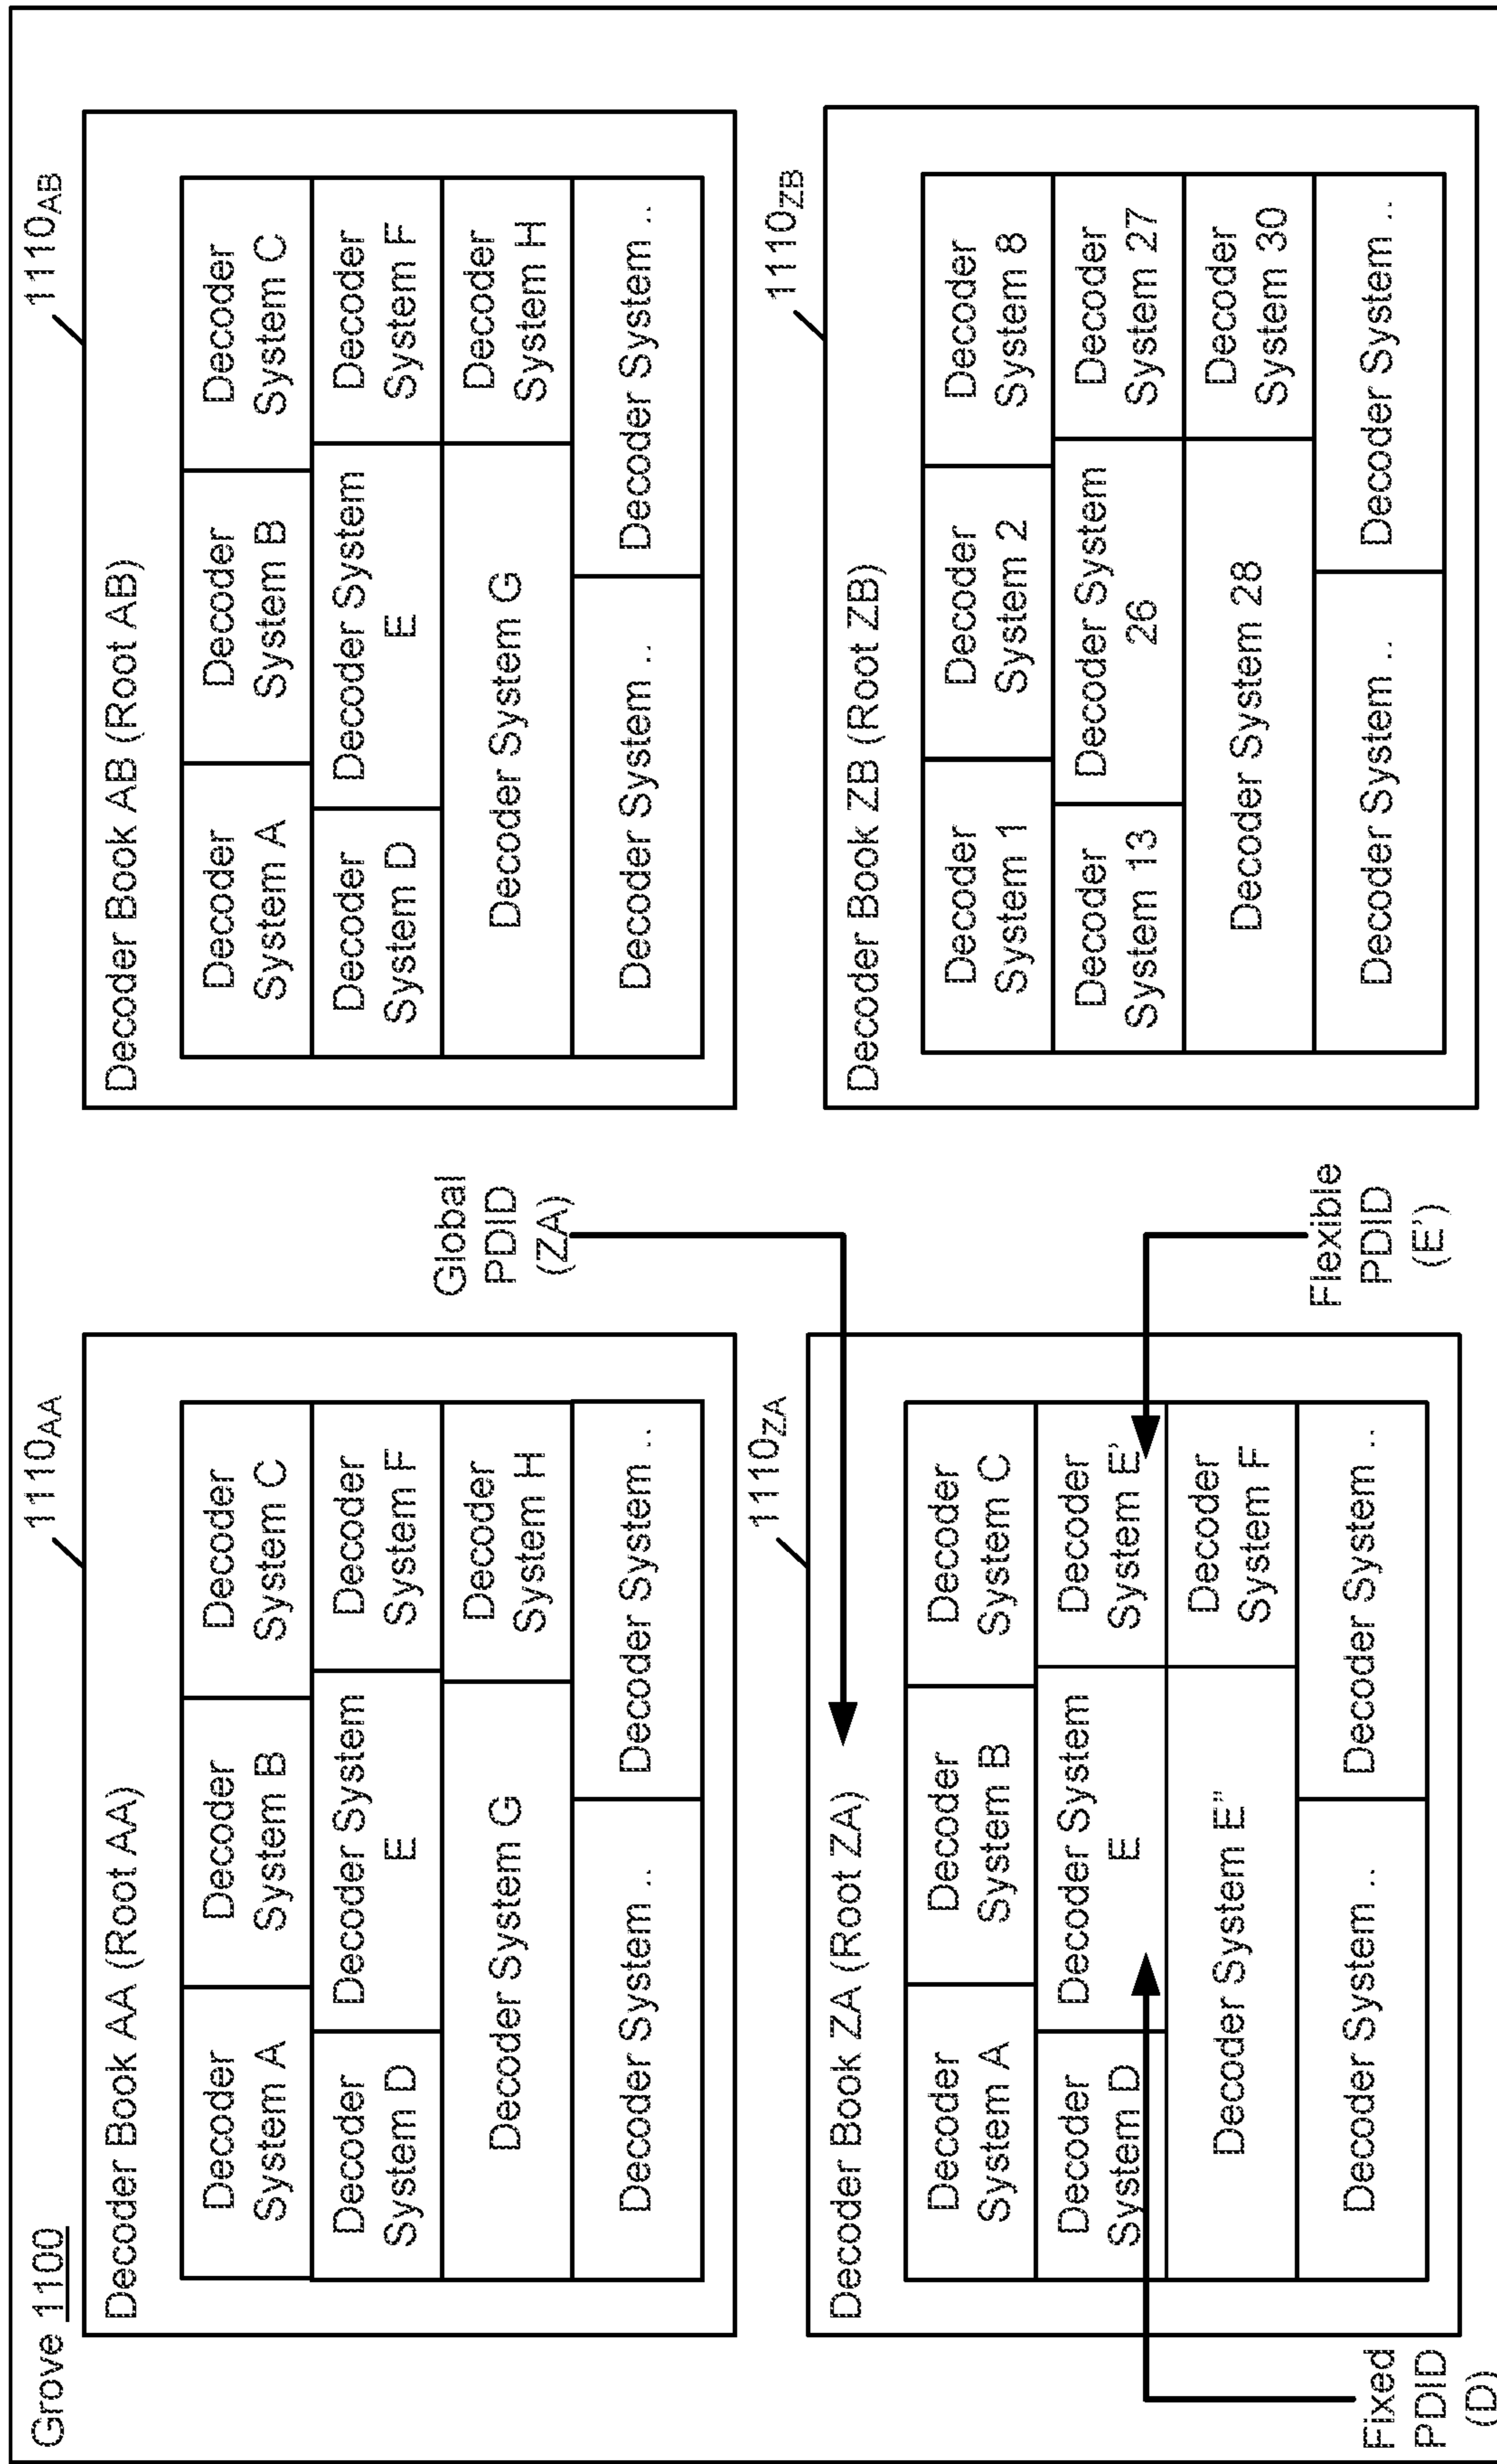 Grove 1100
1110AA
Decoder Book AA (Root AA)
Decoder
System A
Decoder
System B
Decoder
System C
Decoder
System D
Decoder System
E
Decoder
System F
Decoder System G
Decoder
System H
Decoder System ..
Decoder System ..
1110AB
Decoder Book AB (Root AB)
Decoder
System A
Decoder
System B
Decoder
System C
Decoder
System D
Decoder System
E
Decoder
System F
Decoder System G
Decoder
System H
Decoder System ..
Decoder System ..
Global
PDID
(ZA)
1110ZA
Decoder Book ZA (Root ZA)
Decoder
System A
Decoder
System B
Decoder
System C
Decoder
System D
Decoder System
E
Decoder
System E'
Decoder System E"
Decoder
System F
Decoder System ..
Decoder System ..
Fixed
PDID
(D)
Flexible
PDID
(E')
1110ZB
Decoder Book ZB (Root ZB)
Decoder
System 1
Decoder
System 2
Decoder
System 8
Decoder
System 13
Decoder System
26
Decoder
System 27
Decoder System 28
Decoder
System 30
Decoder System ..
Decoder System ..